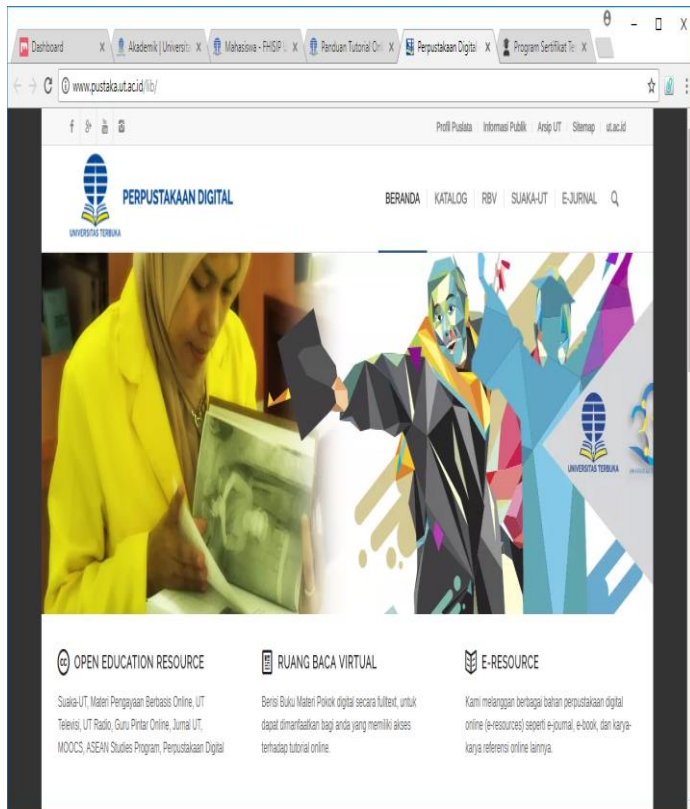 Dashboard
Akademik | Universita
Mahasiswa - FHISIP U
Panduan Tutorial Onl
Perpustakaan Digital
Program Sertifikat Te
www.pustaka.ut.ac.id/lib/
Profil Puslata Informasi Publik Arsip UT Sitemap ut.ac.id
UNIVERSITAS TERBUKA
PERPUSTAKAAN DIGITAL
BERANDA KATALOG RBV SUAKA-UT E-JURNAL
UNIVERSITAS TERBUKA
OPEN EDUCATION RESOURCE
Suaka-UT, Materi Pengayaan Berbasis Online, UT
Televisi, UT Radio, Guru Pintar Online, Jurnal UT,
MOOCS, ASEAN Studies Program, Perpustakaan Digital
RUANG BACA VIRTUAL
Berisi Buku Materi Pokok digital secara fulltext, untuk
dapat dimanfaatkan bagi anda yang memiliki akses
terhadap tutorial online.
E-RESOURCE
Kami melanggan berbagai bahan perpustakaan digital
online (e-resources) seperti e-journal, e-book, dan karya-
karya referensi online lainnya.